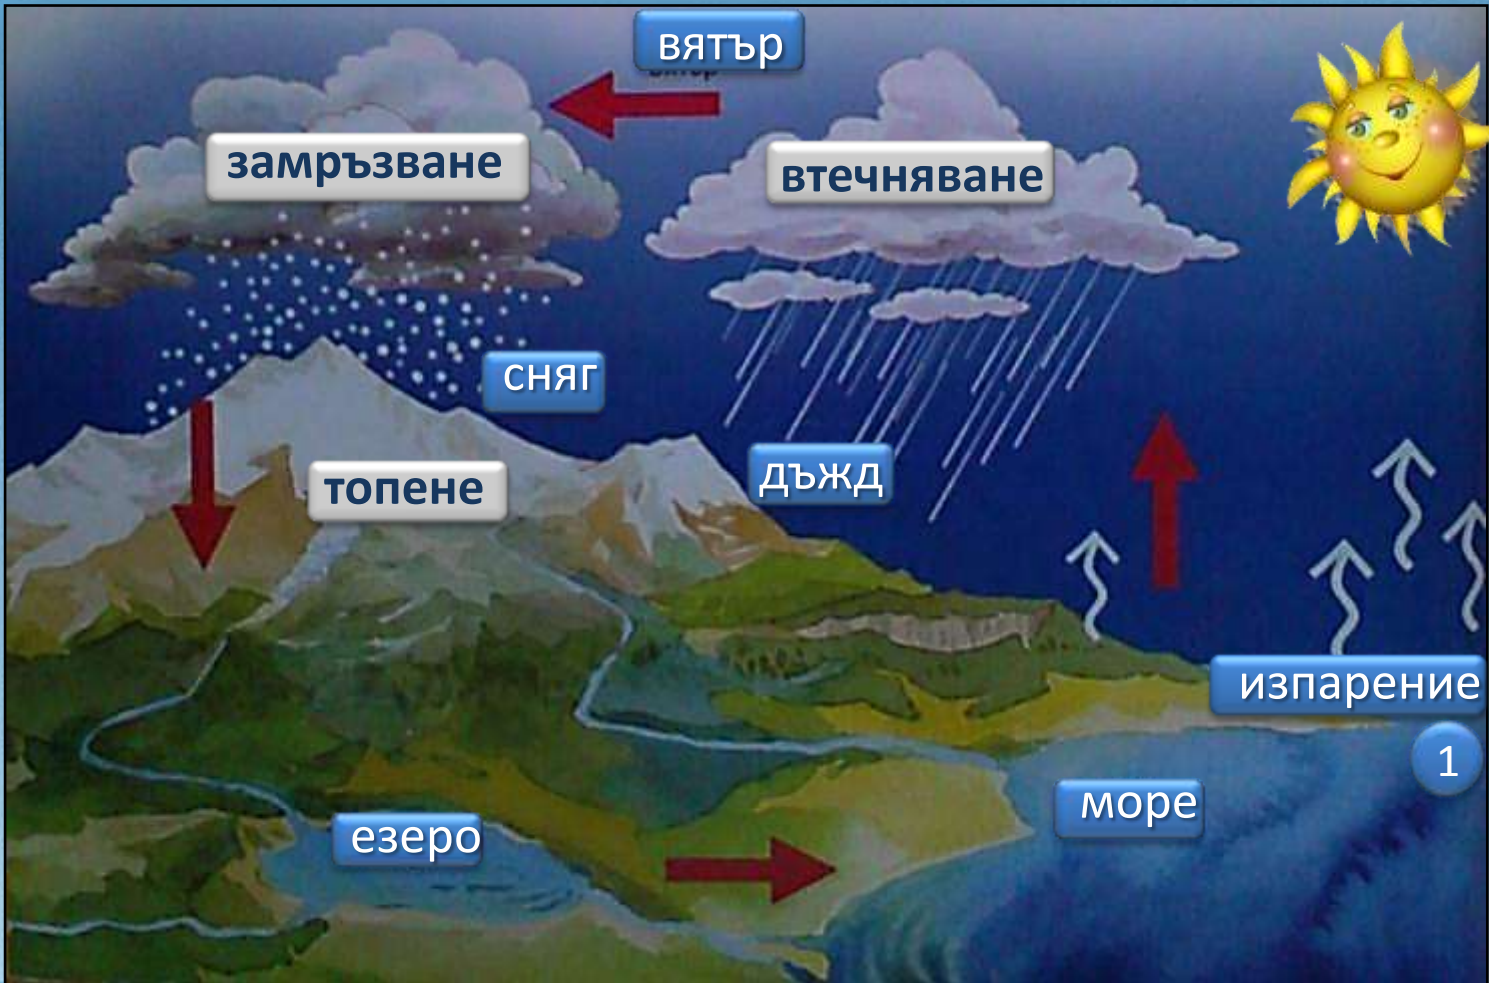 вятър
замръзване
втечняване
сняг
топене
дъжд
изпарение
1
море
езеро